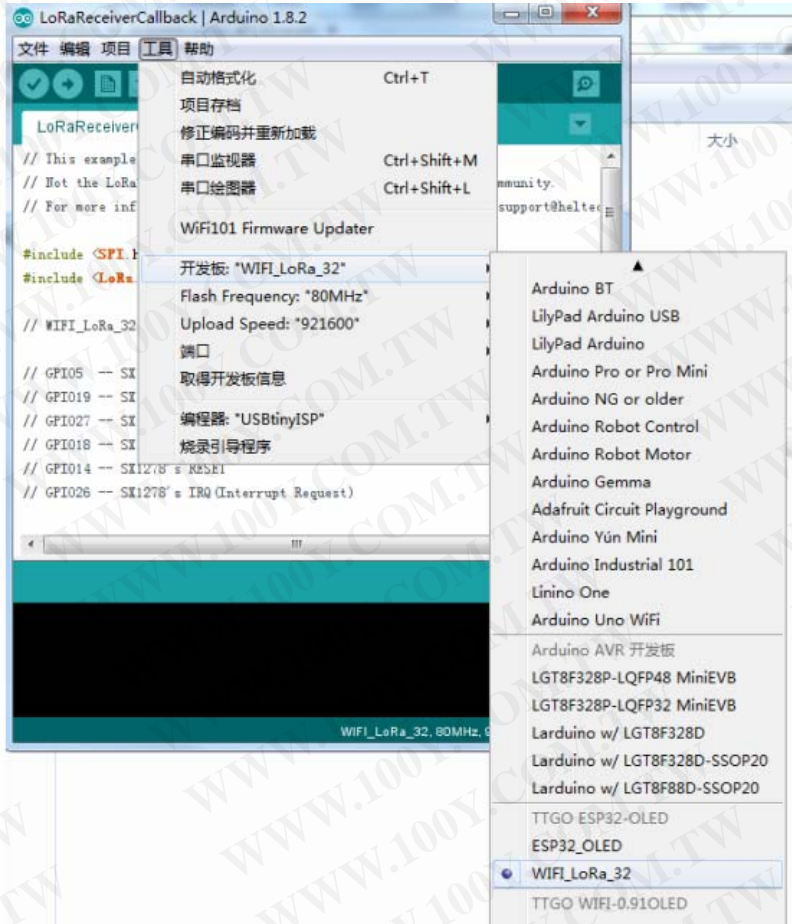 LoRaReceiverCallback | Arduino 1.8.2
文件 编辑 项目 工具 帮助
自动格式化 Ctrl+T
项目存档
修正编码并重新加载
串口监视器 Ctrl+Shift+M
串口绘图器 Ctrl+Shift+L
WiFi101 Firmware Updater
开发板: "WIFI_LoRa_32"
Flash Frequency: "80MHz"
Upload Speed: "921600"
端口
取得开发板信息
编程器: "USBtinyISP"
烧录引导程序
LoRaReceiver
// This example
// Not the LoRa mmunity.
// For more inf support@heltec
#include <SPI.h
#include <LoRa.
// WIFI_LoRa_32
// GPIO5 -- SX
// GPIO19 -- SX
// GPIO27 -- SX
// GPIO18 -- SX
// GPIO14 -- SX1278's RESET
// GPIO26 -- SX1278's IRQ(Interrupt Request)
WIFI_LoRa_32, 80MHz,
大小
Arduino BT
LilyPad Arduino USB
LilyPad Arduino
Arduino Pro or Pro Mini
Arduino NG or older
Arduino Robot Control
Arduino Robot Motor
Arduino Gemma
Adafruit Circuit Playground
Arduino Yún Mini
Arduino Industrial 101
Linino One
Arduino Uno WiFi
Arduino AVR 开发板
LGT8F328P-LQFP48 MiniEVB
LGT8F328P-LQFP32 MiniEVB
Larduino w/ LGT8F328D
Larduino w/ LGT8F328D-SSOP20
Larduino w/ LGT8F88D-SSOP20
TTGO ESP32-OLED
ESP32_OLED
WIFI_LoRa_32
TTGO WIFI-0.91OLED
WWW.100Y.COM.TW